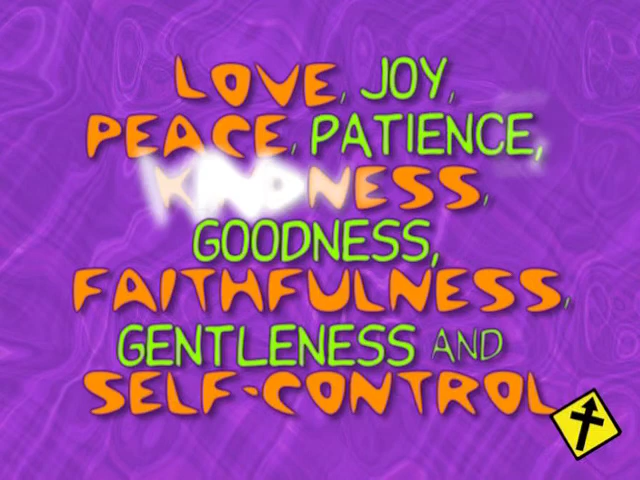 LOVE, JOY,
PEACE, PATIENCE,
KINDNESS,
GOODNESS,
FAITHFULNESS,
GENTLENESS AND
SELF-CONTROL